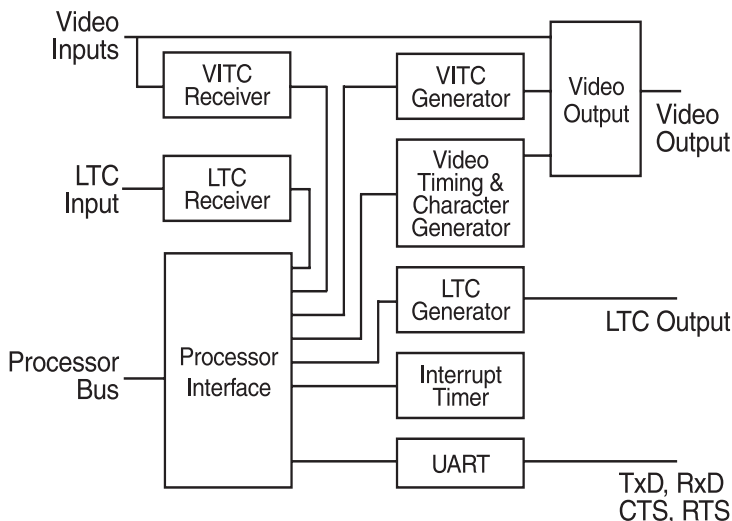 Video
Inputs
VITC
Receiver
VITC
Generator
Video
Output
Video
Output
LTC
Input
LTC
Receiver
Video
Timing &
Character
Generator
LTC
Generator
LTC Output
Processor
Bus
Processor
Interface
Interrupt
Timer
UART
TxD, RxD
CTS, RTS